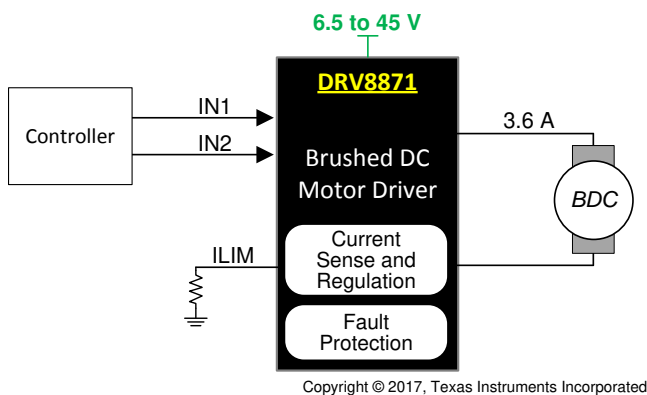 6.5 to 45 V
DRV8871
IN1
Controller
IN2
3.6 A
Brushed DC
Motor Driver
BDC
ILIM
Current
Sense and
Regulation
Fault
Protection
Copyright © 2017, Texas Instruments Incorporated